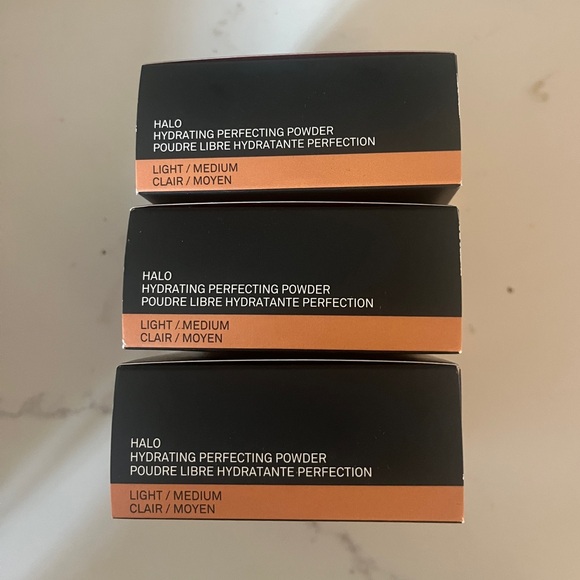 HALO
HYDRATING PERFECTING POWDER
POUDRE LIBRE HYDRATANTE PERFECTION
LIGHT / MEDIUM
CLAIR / MOYEN
HALO
HYDRATING PERFECTING POWDER
POUDRE LIBRE HYDRATANTE PERFECTION
LIGHT / MEDIUM
CLAIR / MOYEN
HALO
HYDRATING PERFECTING POWDER
POUDRE LIBRE HYDRATANTE PERFECTION
LIGHT / MEDIUM
CLAIR / MOYEN